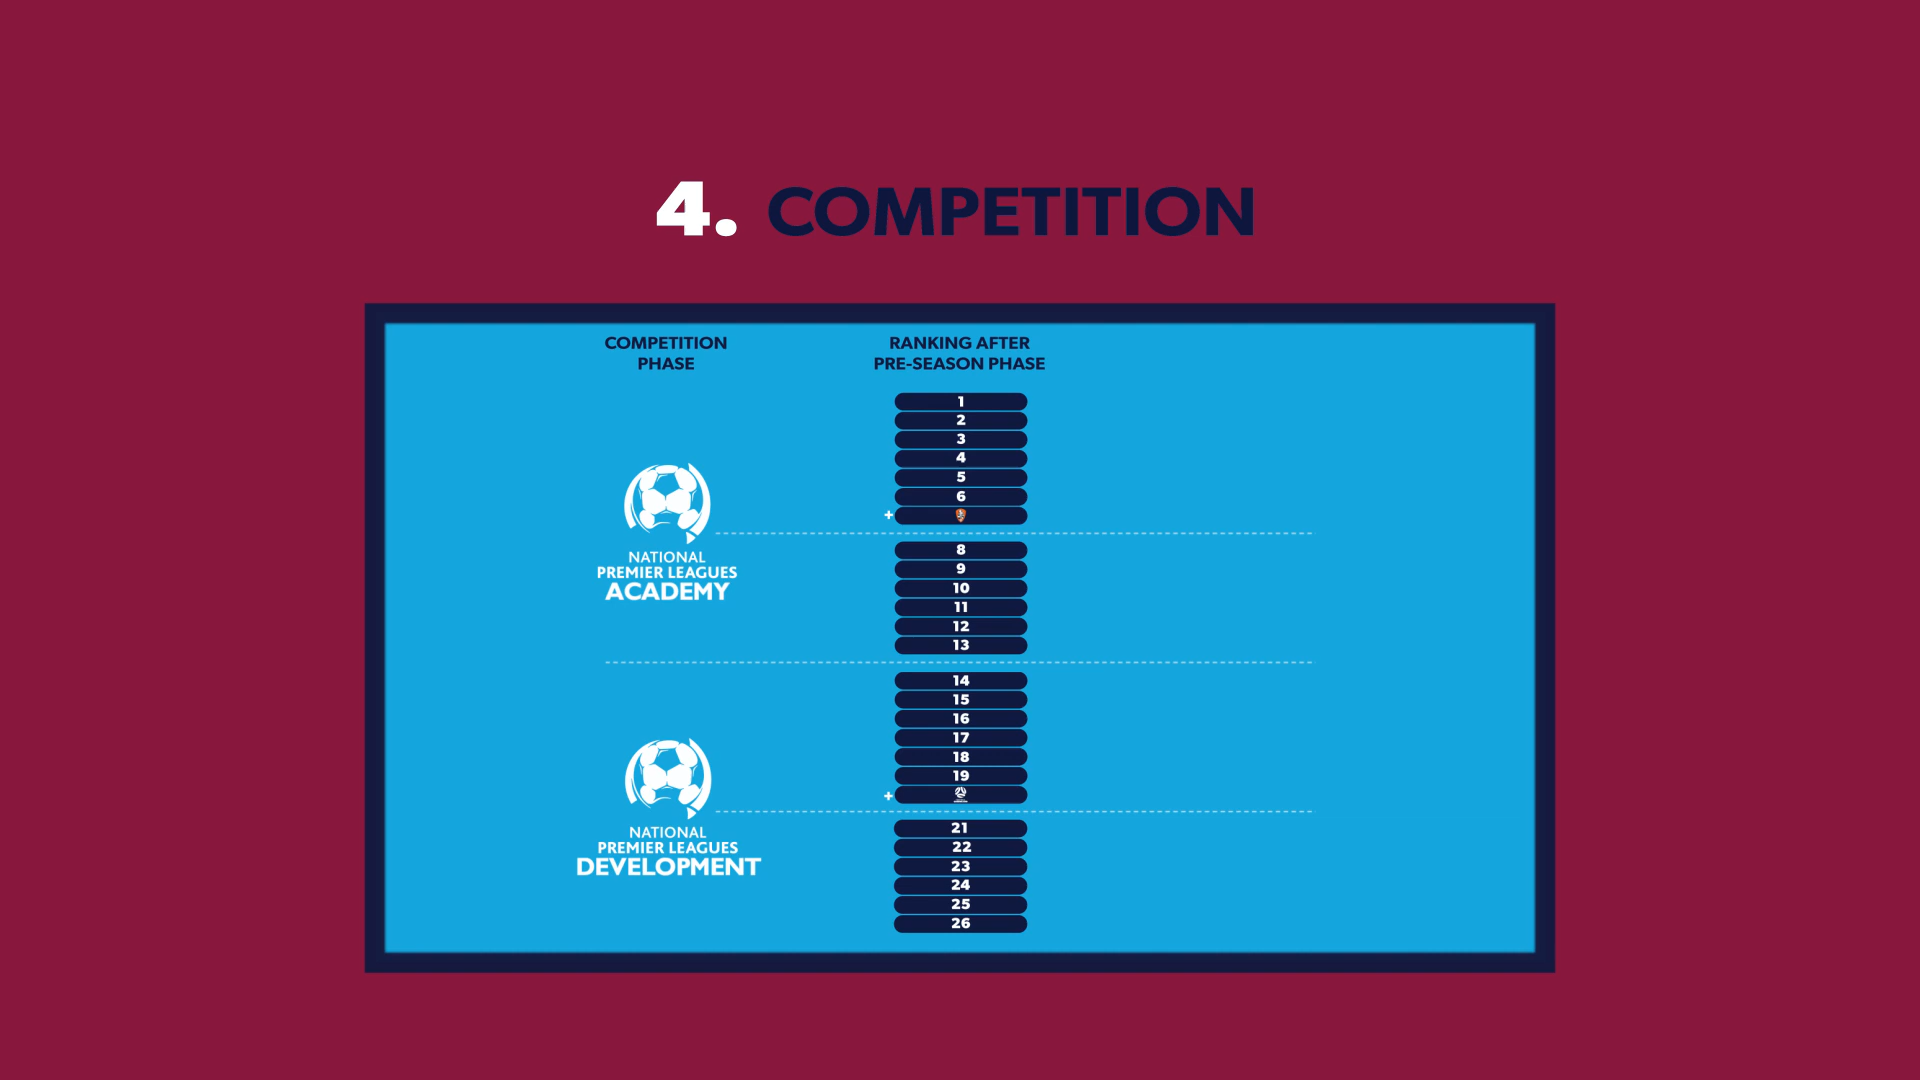 4. COMPETITION
COMPETITION
PHASE
RANKING AFTER
PRE-SEASON PHASE
1
2
3
4
5
6
+
NATIONAL
PREMIER LEAGUES
ACADEMY
8
9
10
11
12
13
14
15
16
17
18
19
+
NATIONAL
PREMIER LEAGUES
DEVELOPMENT
21
22
23
24
25
26